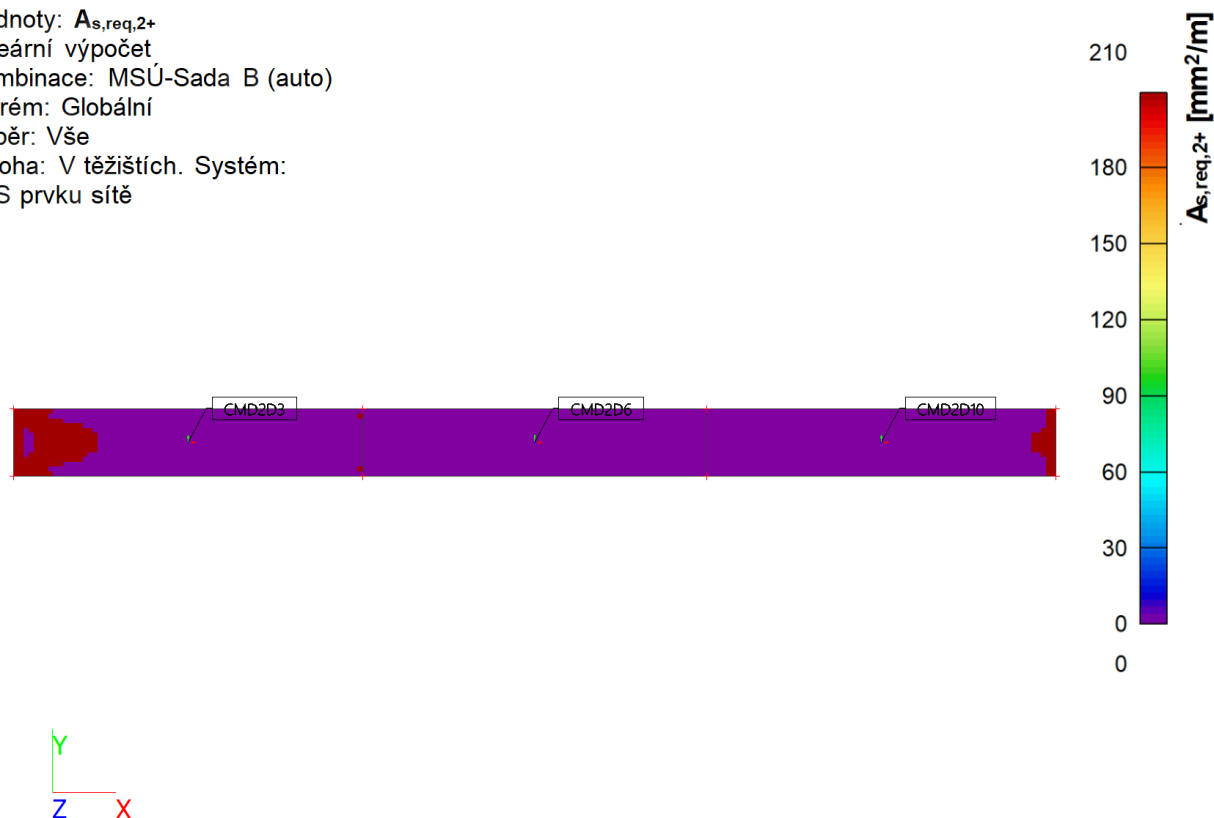 dnoty: As,req,2+
eární výpočet
mbinace: MSÚ-Sada B (auto)
rém: Globální
běr: Vše
oha: V těžištích. Systém:
S prvku sítě
210
180
150
120
90
60
30
0
0
As,req,2+ [mm²/m]
CMD2D3
CMD2D6
CMD2D10
Y
Z X